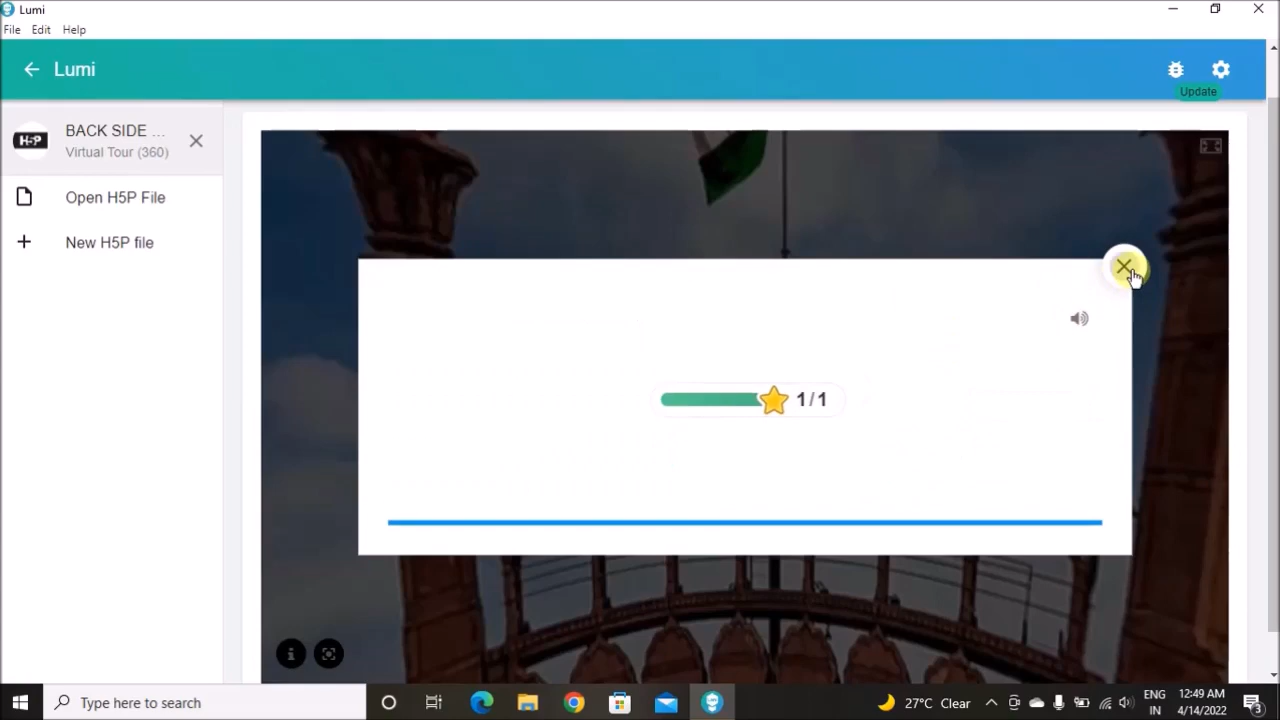 Lumi
File Edit Help
Lumi
Update
H5P
BACK SIDE ...
Virtual Tour (360)
Open H5P File
New H5P file
1/1
Type here to search
27°C Clear
ENG
IN
12:49 AM
4/14/2022
3